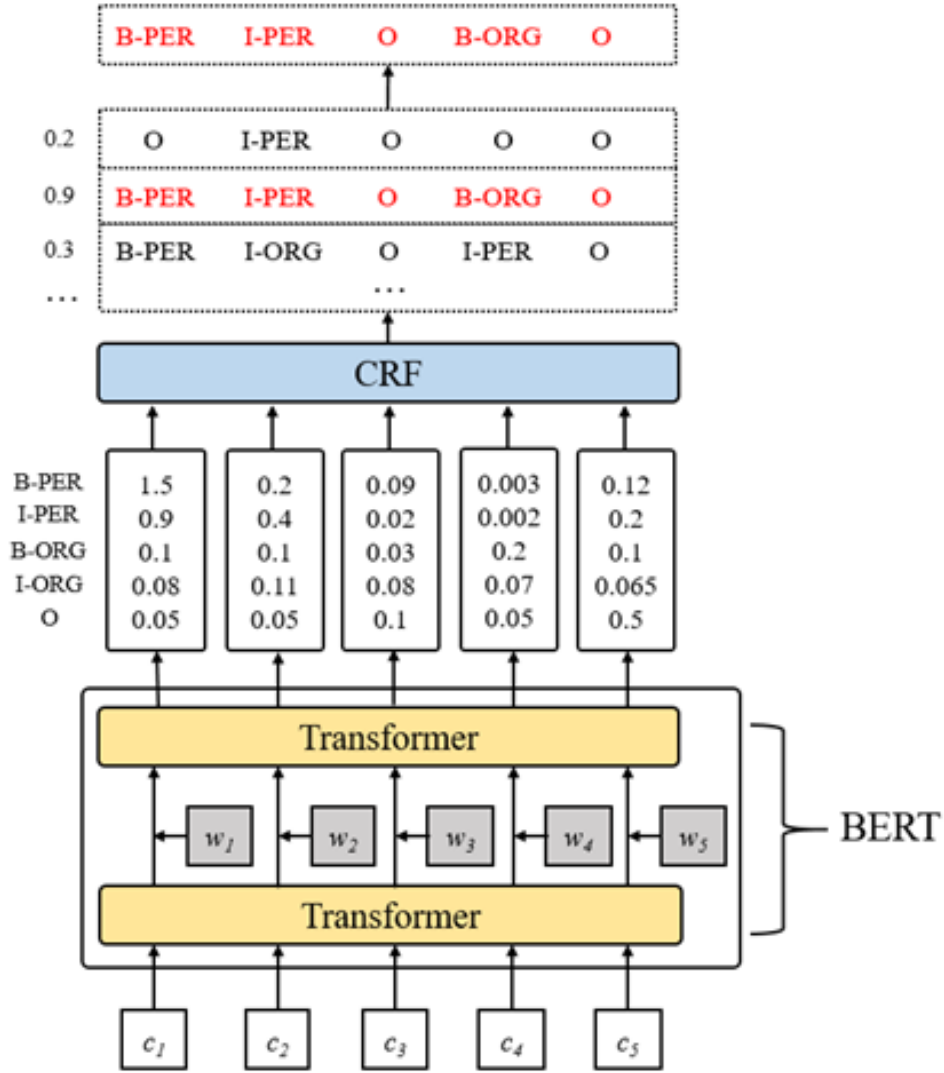 B-PER I-PER O B-ORG O
0.2 O I-PER O O O
0.9 B-PER I-PER O B-ORG O
0.3 B-PER I-ORG O I-PER O
... ...
CRF
B-PER 1.5 0.2 0.09 0.003 0.12
I-PER 0.9 0.4 0.02 0.002 0.2
B-ORG 0.1 0.1 0.03 0.2 0.1
I-ORG 0.08 0.11 0.08 0.07 0.065
O 0.05 0.05 0.1 0.05 0.5
Transformer
w1 w2 w3 w4 w5
BERT
Transformer
c1 c2 c3 c4 c5